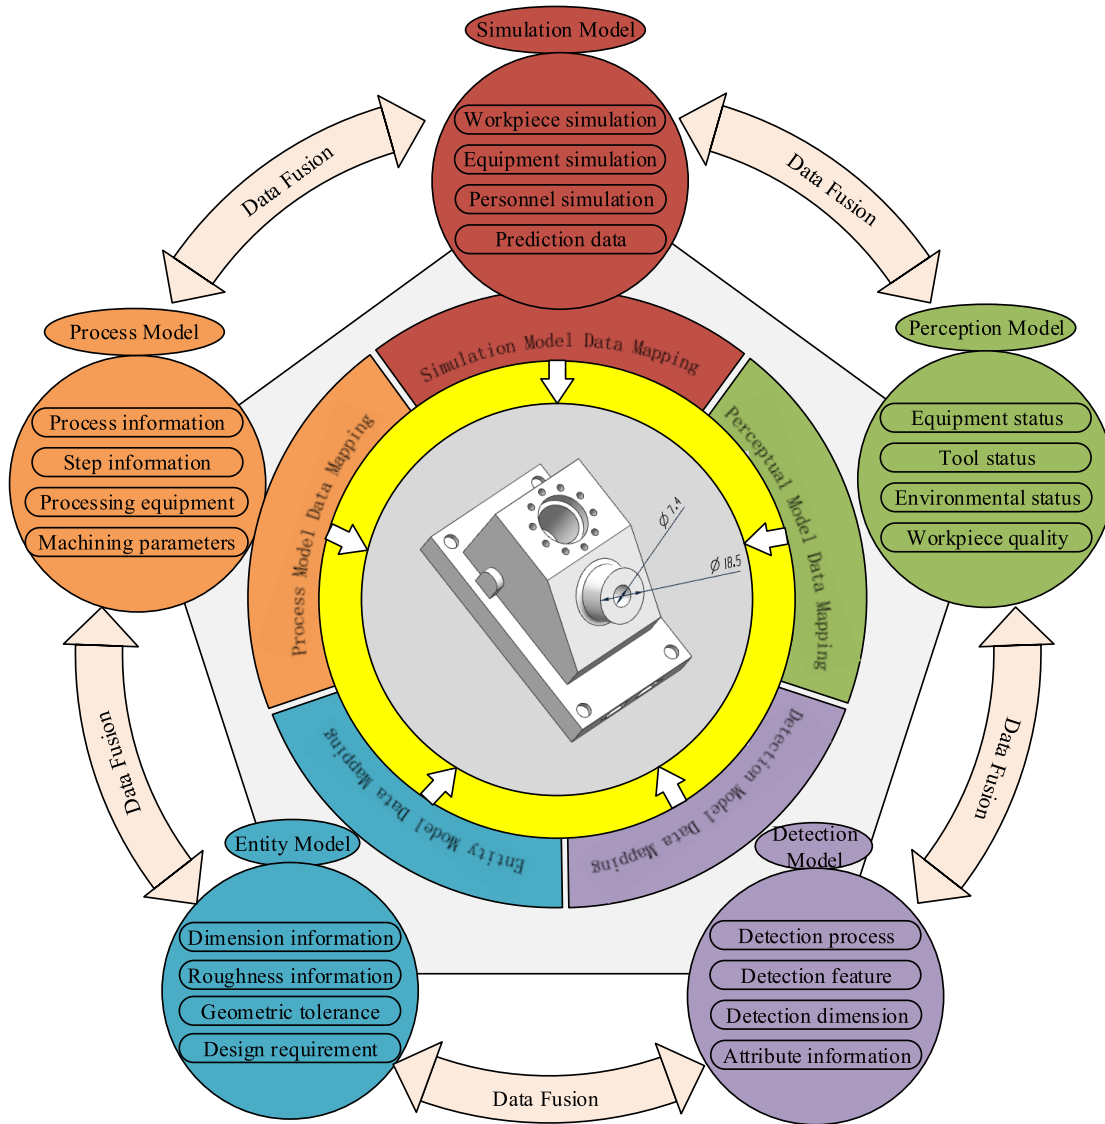 Simulation Model
Workpiece simulation
Equipment simulation
Personnel simulation
Prediction data
Data Fusion
Data Fusion
Process Model
Process information
Step information
Processing equipment
Machining parameters
Perception Model
Equipment status
Tool status
Environmental status
Workpiece quality
Simulation Model Data Mapping
Process Model Data Mapping
Perceptual Model Data Mapping
Ø7.4
Ø18.5
Entity Model Data Mapping
Detection Model Data Mapping
Data Fusion
Data Fusion
Entity Model
Dimension information
Roughness information
Geometric tolerance
Design requirement
Detection
Model
Detection process
Detection feature
Detection dimension
Attribute information
Data Fusion